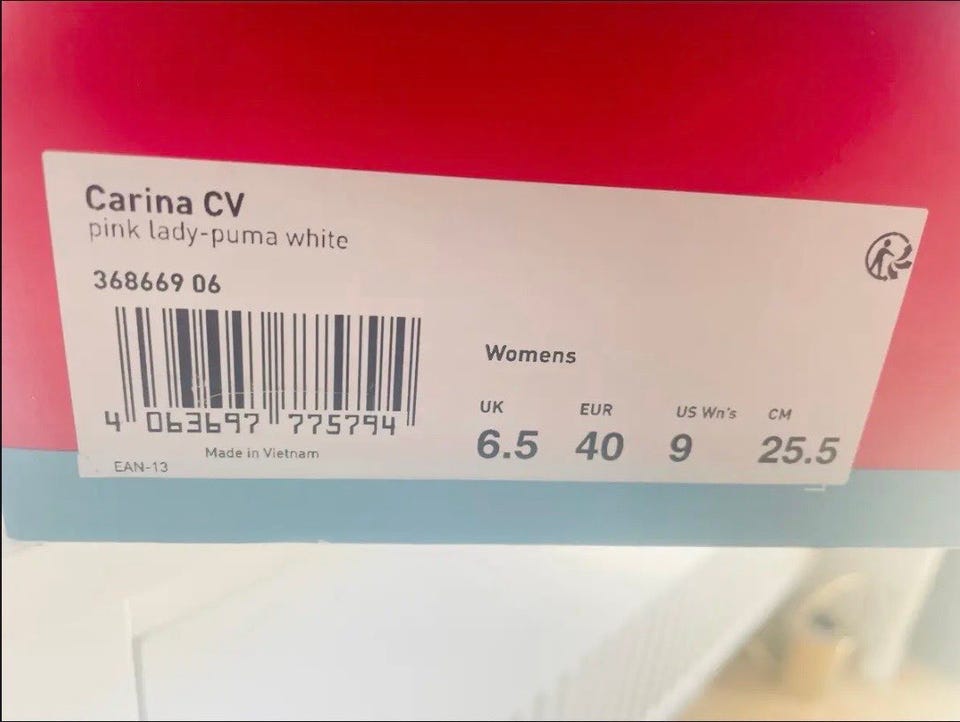 Carina CV
pink lady-puma white
368669 06
4 063697 775794
Made in Vietnam
EAN-13
Womens
UK EUR US Wn's CM
6.5 40 9 25.5